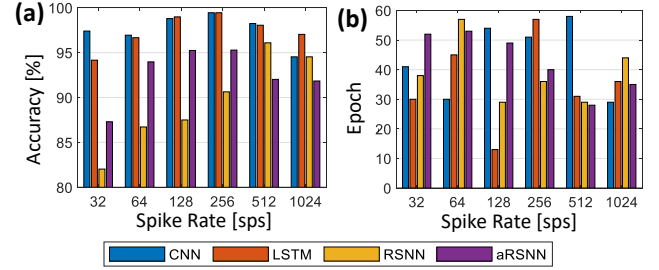 (a)
100
95
90
85
80
Accuracy [%]
32 64 128 256 512 1024
Spike Rate [sps]
(b)
60
50
40
30
20
10
0
Epoch
32 64 128 256 512 1024
Spike Rate [sps]
CNN LSTM RSNN aRSNN